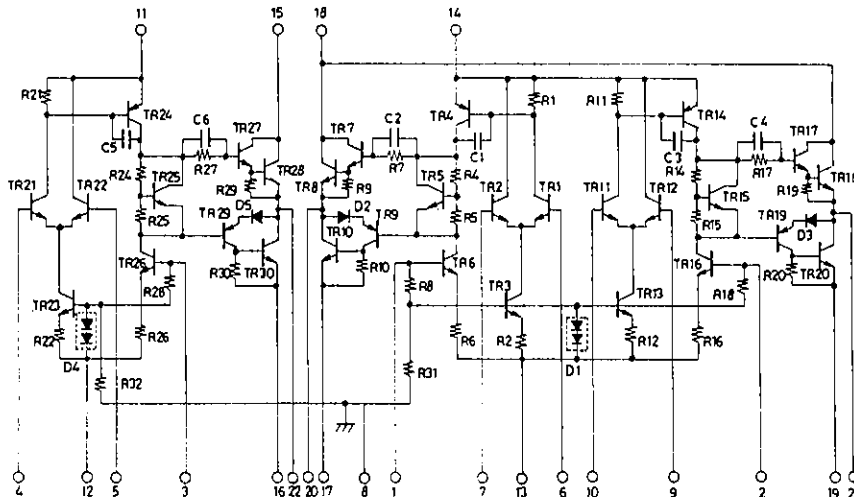 11 15 18 14
R21 TR24 C5 C6 TR27 TR7 C2 TR4 C1 R1 R11 TR14 C3 C4 TR17
R24 R27 TR28 TR8 R9 R7 R4 R14 R17 R19 TR18
TR21 TR22 TR25 R29 D5 D2 TR5 TR2 TR1 TR11 TR12 TR15
R25 TR29 TR10 TR9 R5 R15 TR19 D3
TR26 R30 TR30 R10 TR6 TR16 R20 TR20
TR23 R28 R8 TR3 TR13 R18
R22 R26 R6 R2 R12 R16
D4 R32 R31 D1
4 12 5 3 16 22 20 17 8 1 7 13 6 10 9 2 19